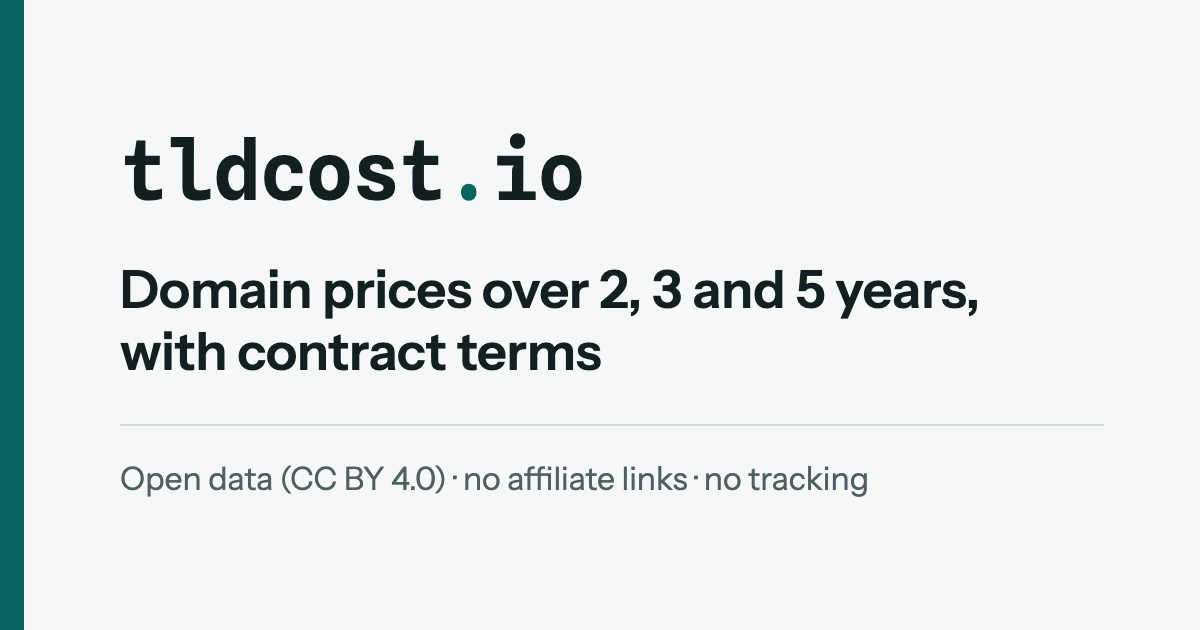 tldcost.io
Domain prices over 2, 3 and 5 years,
with contract terms
Open data (CC BY 4.0) · no affiliate links · no tracking